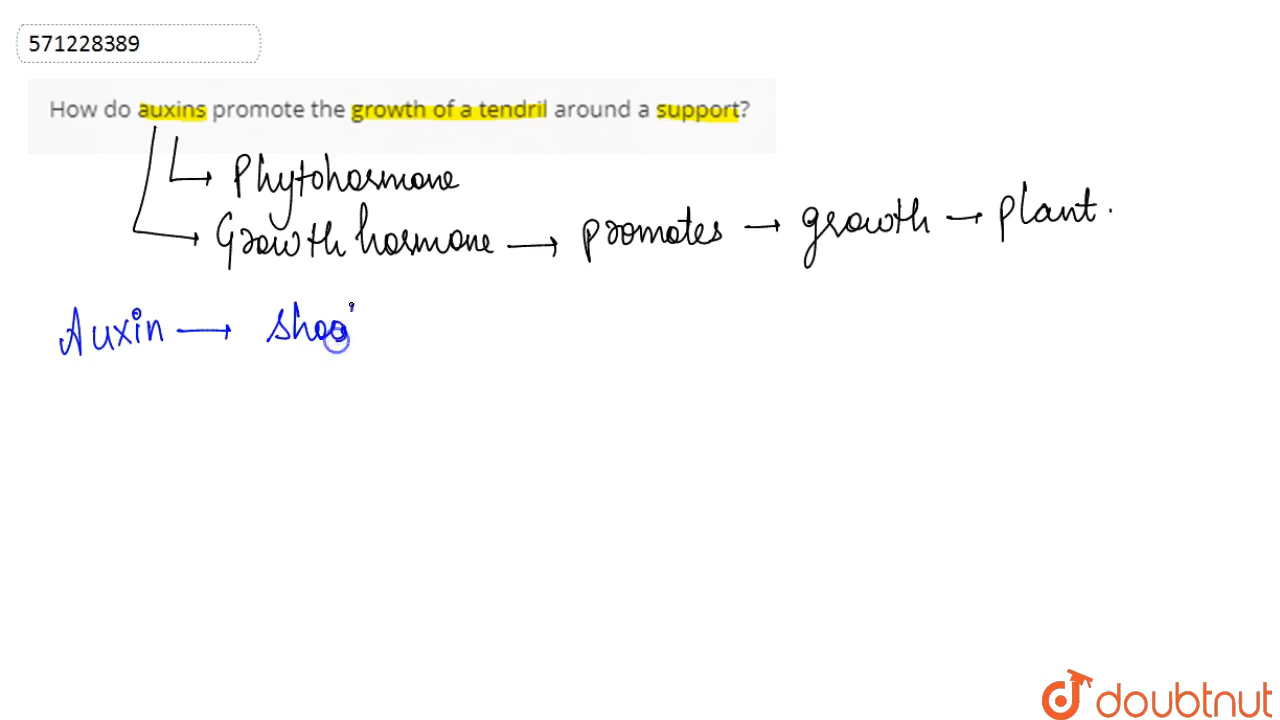 571228389
How do auxins promote the growth of a tendril around a support?
Phytohormone
Growth hormone → promotes → growth → plant.
Auxin → shoo
doubtnut